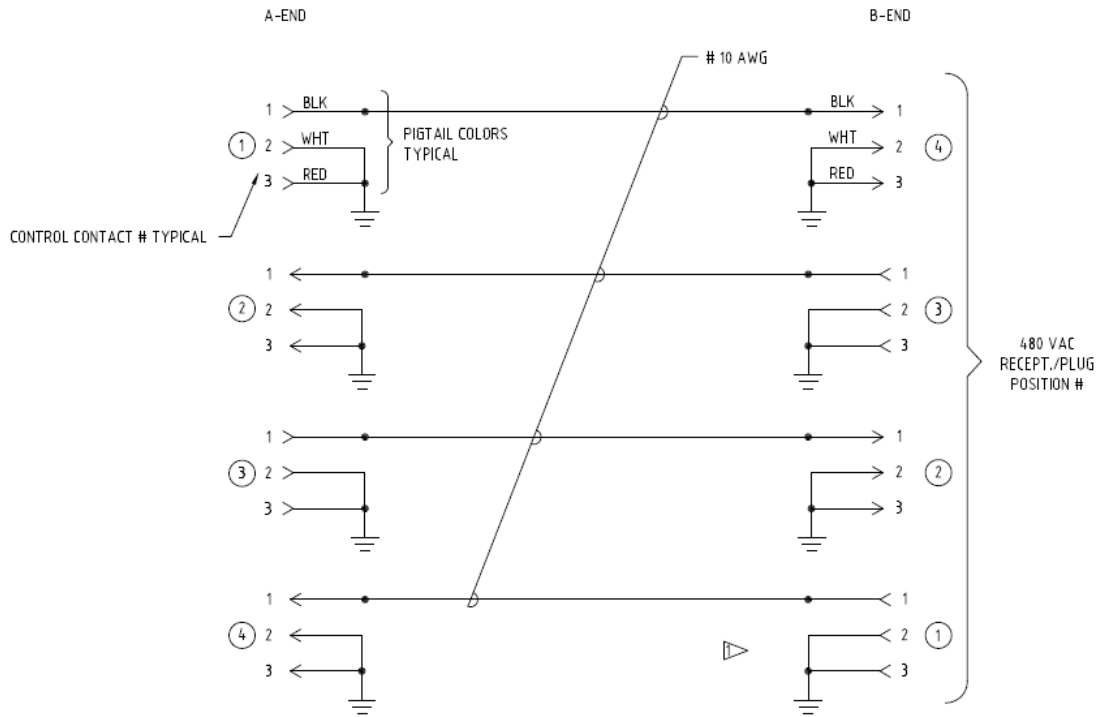 A-END
B-END
# 10 AWG
1 BLK
BLK 1
PIGTAIL COLORS
TYPICAL
1 2 WHT
WHT 2 4
3 RED
RED 3
CONTROL CONTACT # TYPICAL
1
1
2 2
2 3
3
3
480 VAC
RECEPT./PLUG
POSITION #
1
1
3 2
2 2
3
3
1
1
4 2
2 1
1
3
3